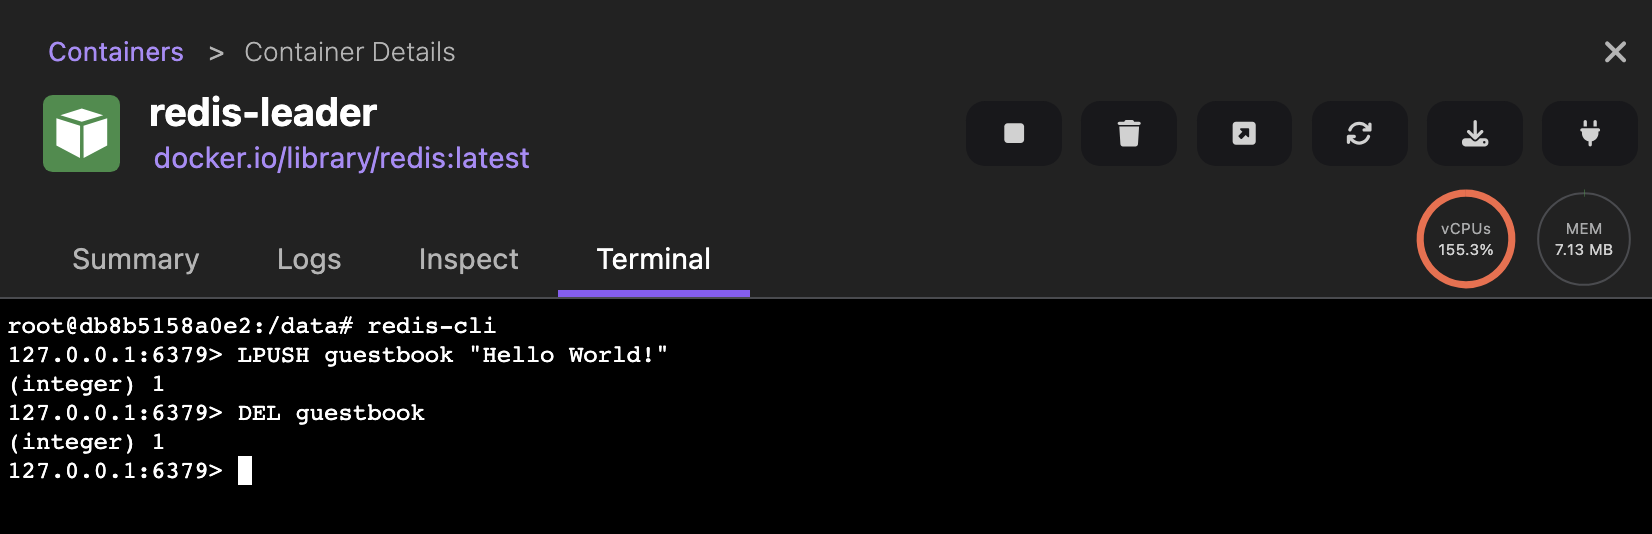 Containers > Container Details
redis-leader
docker.io/library/redis:latest
vCPUs
155.3%
MEM
7.13 MB
Summary Logs Inspect Terminal
root@db8b5158a0e2:/data# redis-cli
127.0.0.1:6379> LPUSH guestbook "Hello World!"
(integer) 1
127.0.0.1:6379> DEL guestbook
(integer) 1
127.0.0.1:6379>